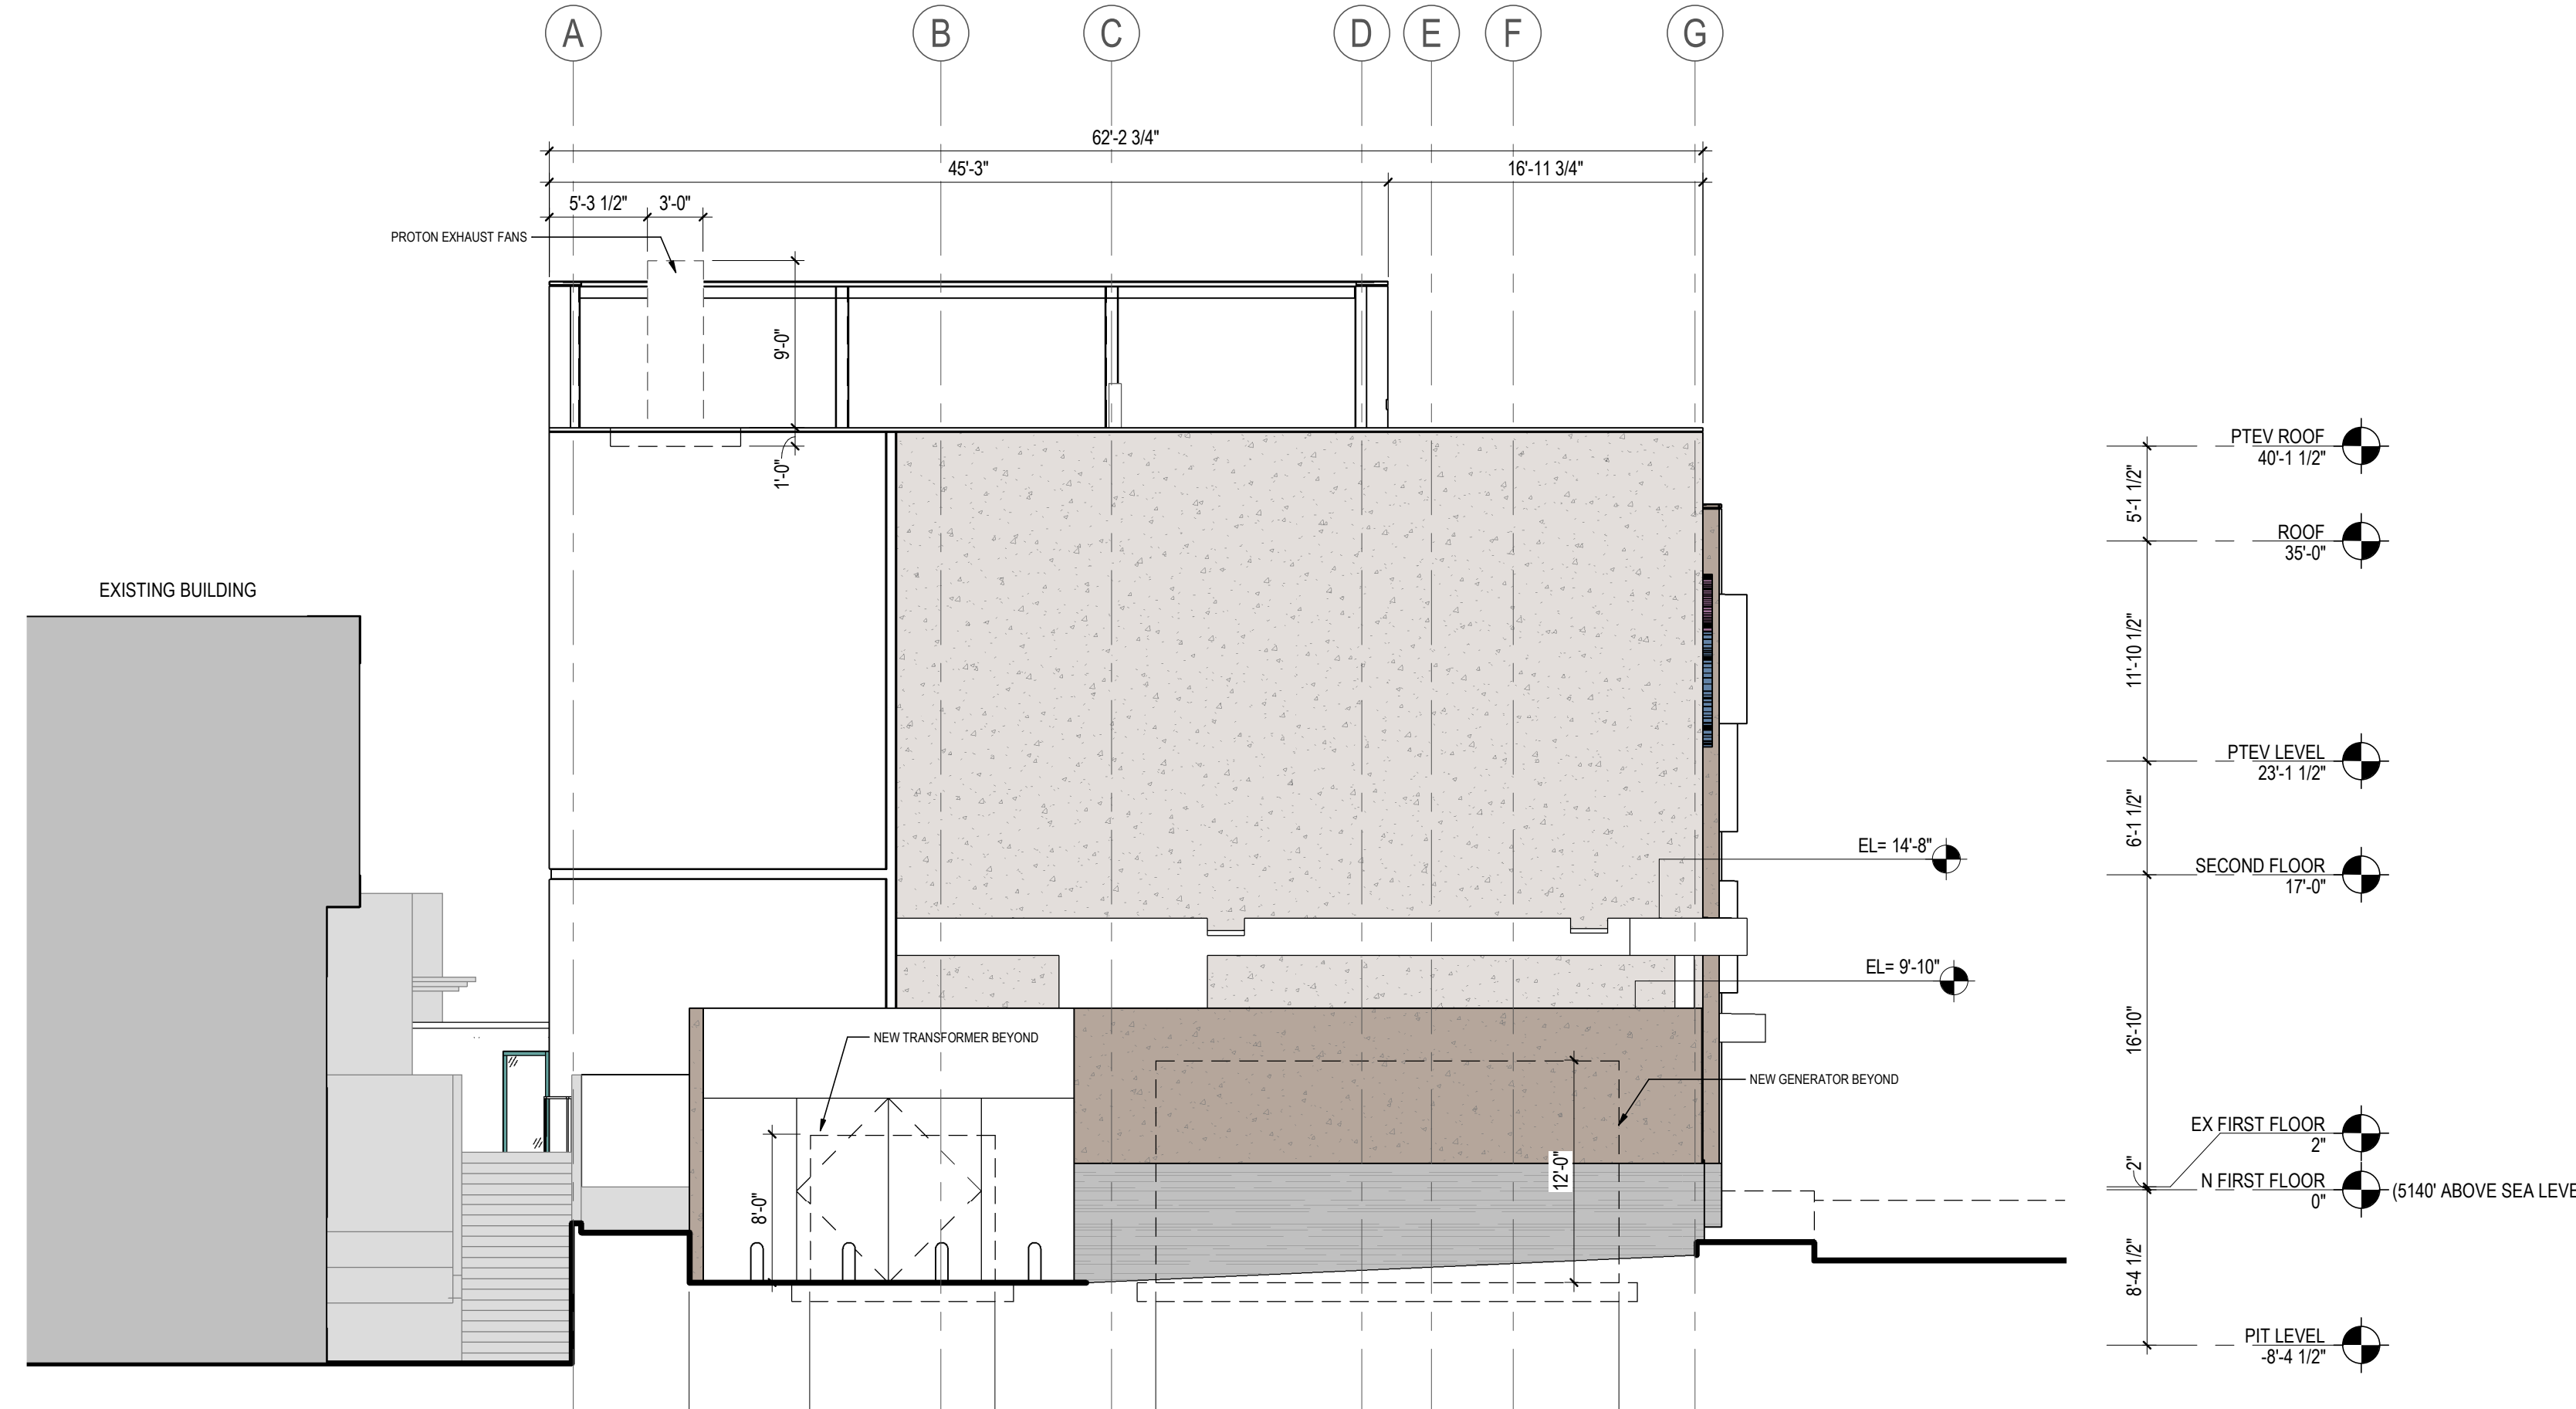 A B C D E F G
62'-2 3/4"
45'-3" 16'-11 3/4"
5'-3 1/2" 3'-0"
PROTON EXHAUST FANS
9'-0"
1'-0"
PTEV ROOF
40'-1 1/2"
5'-1 1/2"
ROOF
35'-0"
EXISTING BUILDING
11'-10 1/2"
PTEV LEVEL
23'-1 1/2"
6'-1 1/2"
EL= 14'-8"
SECOND FLOOR
17'-0"
EL= 9'-10"
16'-10"
NEW TRANSFORMER BEYOND
NEW GENERATOR BEYOND
EX FIRST FLOOR
2"
2"
12'-0"
8'-0"
N FIRST FLOOR
0"
(5140' ABOVE SEA LEVE
8'-4 1/2"
PIT LEVEL
-8'-4 1/2"